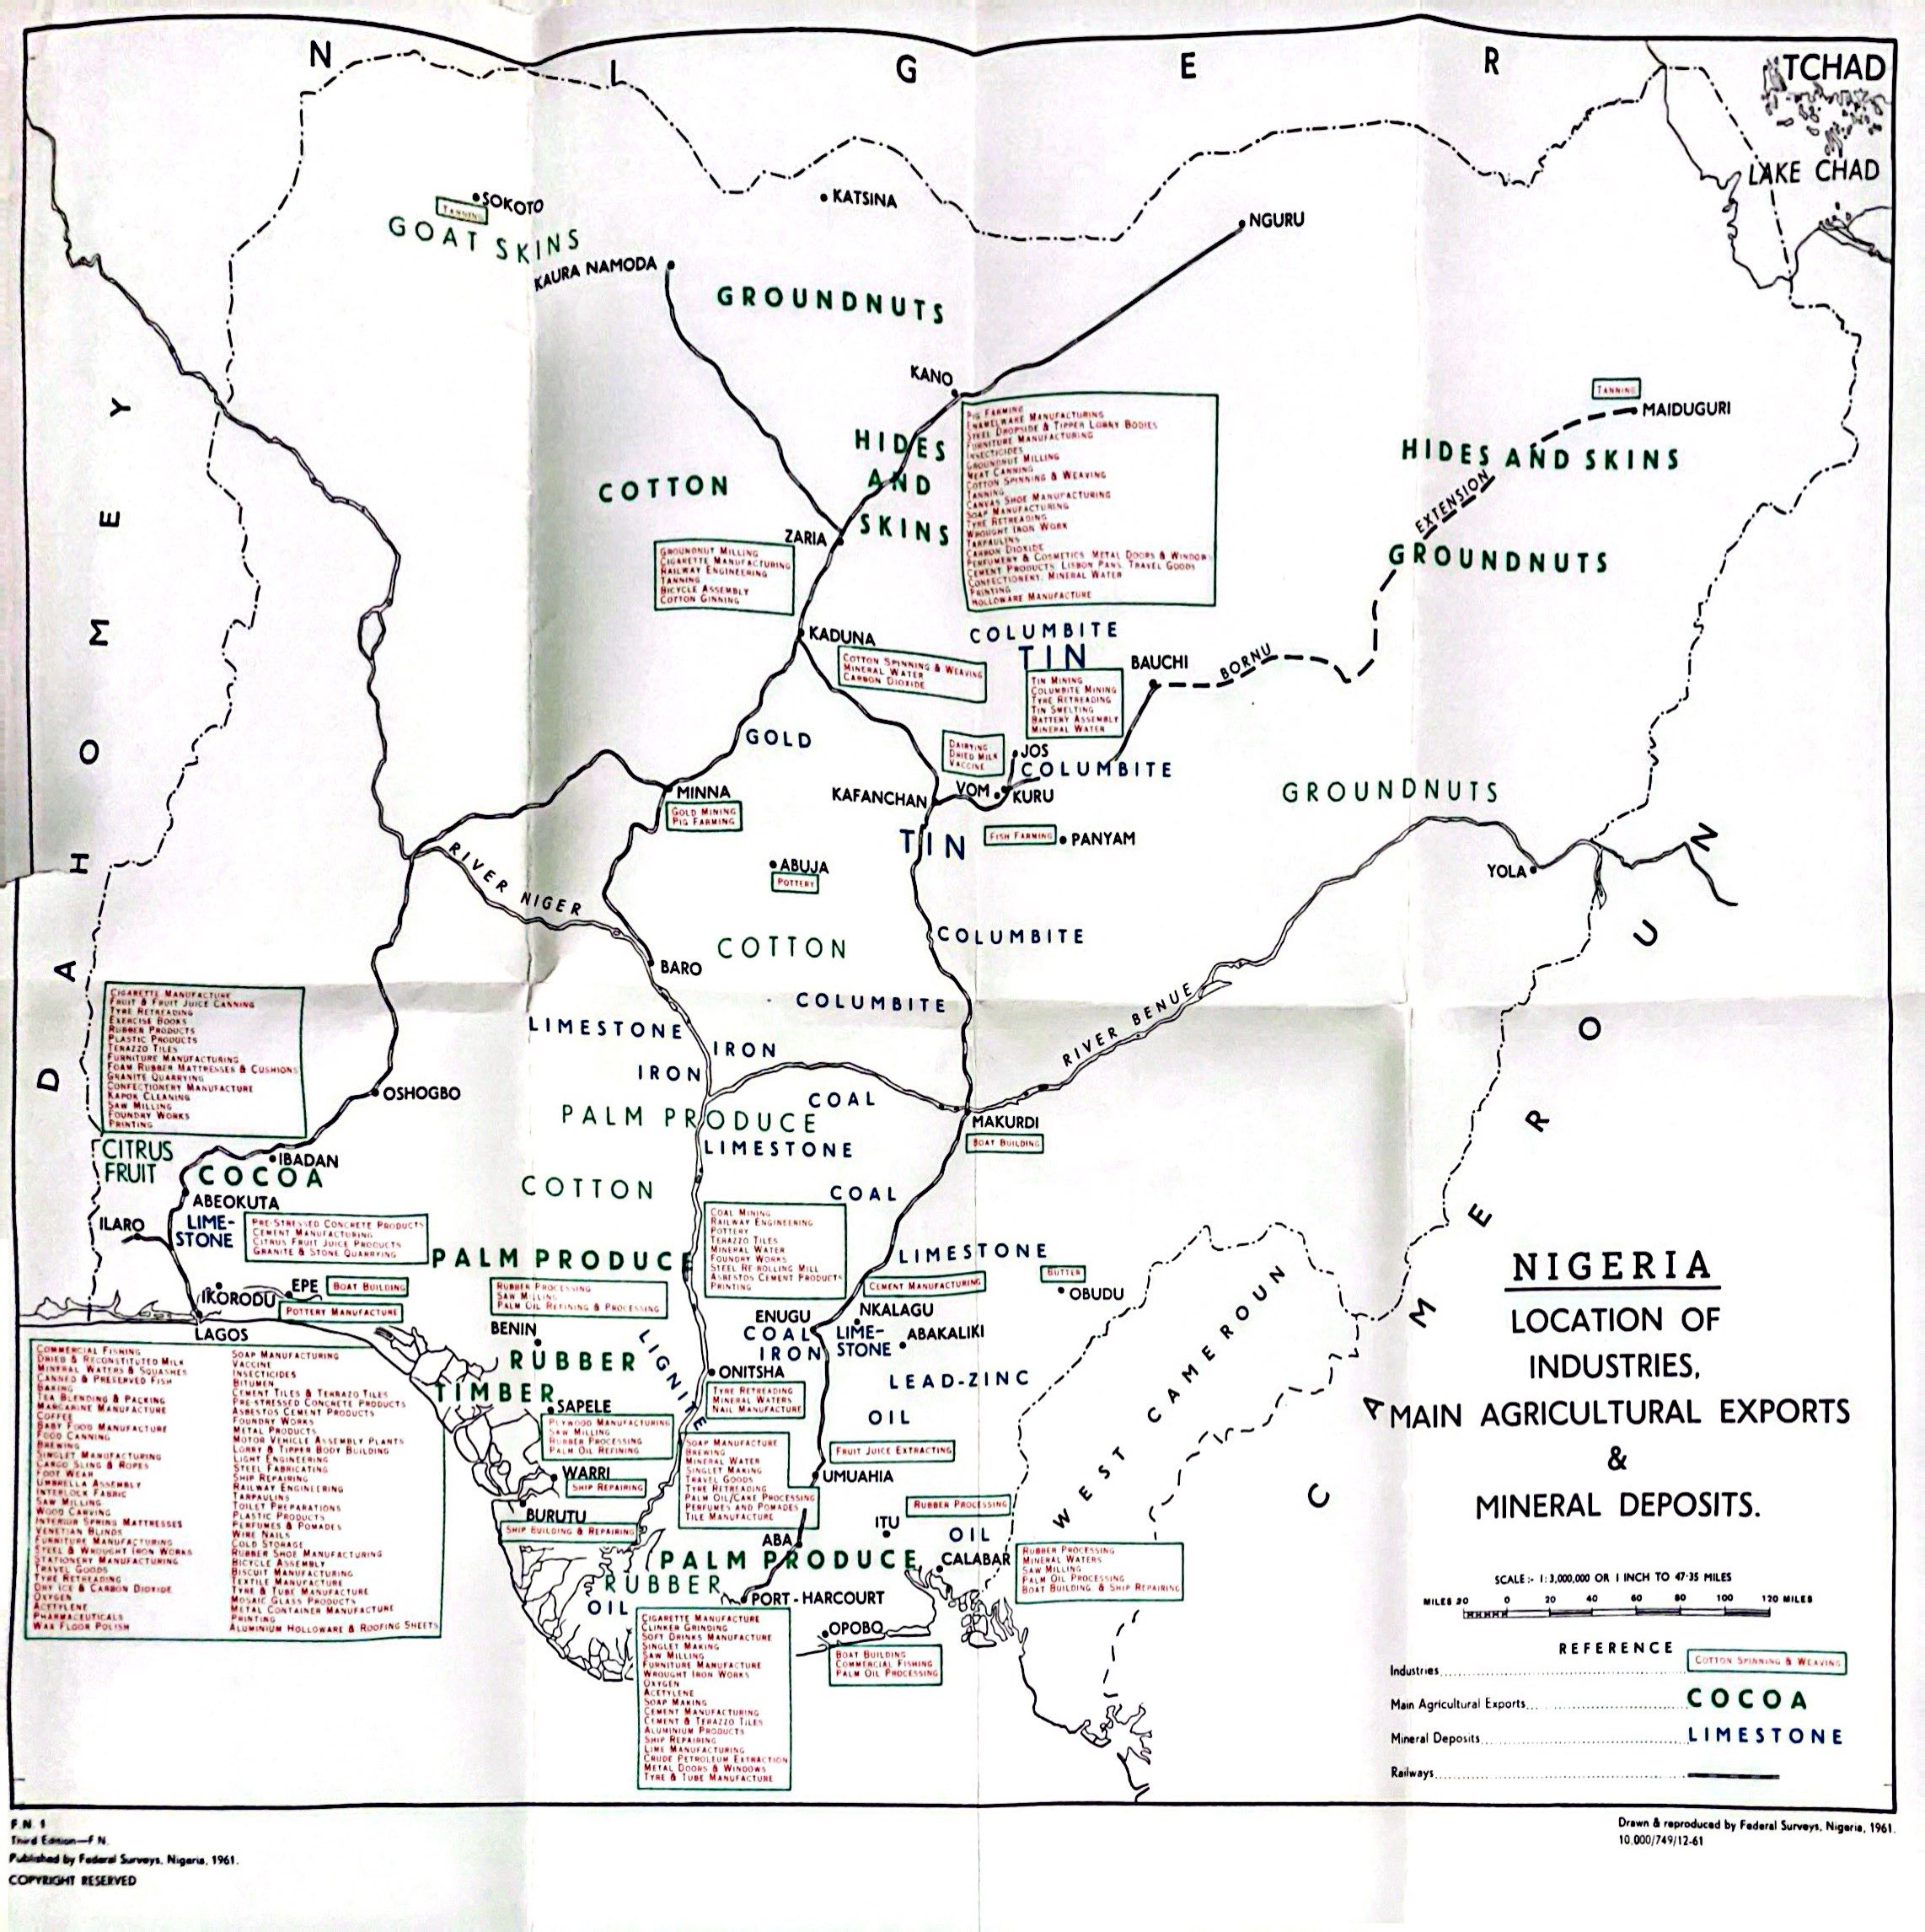 N I G E R
TCHAD
LAKE CHAD
SOKOTO
TANNING
GOAT SKINS
KATSINA
NGURU
KAURA NAMODA
GROUNDNUTS
KANO
PIG FARMING
ENAMELWARE MANUFACTURING
STEEL DROPSIDE & TIPPER LORRY BODIES
FURNITURE MANUFACTURING
INSECTICIDES
GROUNDNUT MILLING
MEAT CANNING
COTTON SPINNING & WEAVING
TANNING
CANVAS SHOE MANUFACTURING
SOAP MANUFACTURING
TYRE RETREADING
WROUGHT IRON WORK
TARPAULINS
CARBON DIOXIDE
PERFUMERY & COSMETICS METAL DOORS & WINDOWS
CEMENT PRODUCTS, LISBON PANS, TRAVEL GOODS
CONFECTIONERY, MINERAL WATER
PRINTING
HOLLOWARE MANUFACTURE
TANNING
MAIDUGURI
HIDES AND SKINS
EXTENSION
GROUNDNUTS
HIDES
AND
SKINS
COTTON
ZARIA
GROUNDNUT MILLING
CIGARETTE MANUFACTURING
RAILWAY ENGINEERING
TANNING
BICYCLE ASSEMBLY
COTTON GINNING
KADUNA
COTTON SPINNING & WEAVING
MINERAL WATER
CARBON DIOXIDE
COLUMBITE
TIN
TIN MINING
COLUMBITE MINING
TYRE RETREADING
TIN SMELTING
BATTERY ASSEMBLY
MINERAL WATER
BAUCHI
BORNU
GOLD
DAIRYING
DRIED MILK
VACCINE
JOS
COLUMBITE
MINNA
GOLD MINING
PIG FARMING
KAFANCHAN
VOM
KURU
GROUNDNUTS
TIN
FISH FARMING
PANYAM
ABUJA
POTTERY
YOLA
DAHOMEY
RIVER NIGER
COTTON
COLUMBITE
BARO
COLUMBITE
RIVER BENUE
CIGARETTE MANUFACTURE
FRUIT & FRUIT JUICE CANNING
TYRE RETREADING
EXERCISE BOOKS
RUBBER PRODUCTS
PLASTIC PRODUCTS
TERAZZO TILES
FURNITURE MANUFACTURING
FOAM RUBBER MATTRESSES & CUSHIONS
GRANITE QUARRYING
CONFECTIONERY MANUFACTURE
KAPOK CLEANING
SAW MILLING
FOUNDRY WORKS
PRINTING
LIMESTONE
IRON
IRON
OSHOGBO
COAL
PALM PRODUCE
MAKURDI
BOAT BUILDING
LIMESTONE
CITRUS
FRUIT
IBADAN
COCOA
COTTON
COAL
ABEOKUTA
ILARO
LIME-
STONE
PRE-STRESSED CONCRETE PRODUCTS
CEMENT MANUFACTURING
CITRUS FRUIT JUICE PRODUCTS
GRANITE & STONE QUARRYING
PALM PRODUCE
COAL MINING
RAILWAY ENGINEERING
POTTERY
TERAZZO TILES
MINERAL WATER
FOUNDRY WORKS
STEEL RE-ROLLING MILL
ASBESTOS CEMENT PRODUCTS
PRINTING
LIMESTONE
CEMENT MANUFACTURING
BUTTER
OBUDU
IKORODU
EPE
BOAT BUILDING
POTTERY MANUFACTURE
LAGOS
RUBBER PROCESSING
SAW MILLING
PALM OIL REFINING & PROCESSING
BENIN
ENUGU
NKALAGU
COAL
IRON
LIME-
STONE
ABAKALIKI
LIGNITE
RUBBER
ONITSHA
LEAD-ZINC
TYRE RETREADING
MINERAL WATERS
NAIL MANUFACTURE
OIL
TIMBER
SAPELE
PLYWOOD MANUFACTURING
SAW MILLING
RUBBER PROCESSING
PALM OIL REFINING
COMMERCIAL FISHING
DRIED & RECONSTITUTED MILK
MINERAL WATERS & SQUASHES
CANNED & PRESERVED FISH
BAKING
TEA BLENDING & PACKING
MARGARINE MANUFACTURE
COFFEE
BABY FOOD MANUFACTURE
FOOD CANNING
BREWING
SINGLET MANUFACTURING
CARGO SLING & ROPES
FOOT WEAR
UMBRELLA ASSEMBLY
INTERLOCK FABRIC
SAW MILLING
WOOD CARVING
INTERIOR SPRING MATTRESSES
VENETIAN BLINDS
FURNITURE MANUFACTURING
STEEL & WROUGHT IRON WORKS
STATIONERY MANUFACTURING
TRAVEL GOODS
TYRE RETREADING
DRY ICE & CARBON DIOXIDE
OXYGEN
ACETYLENE
PHARMACEUTICALS
WAX FLOOR POLISH
SOAP MANUFACTURING
VACCINE
INSECTICIDES
BITUMEN
CEMENT TILES & TERRAZO TILES
PRE-STRESSED CONCRETE PRODUCTS
ASBESTOS CEMENT PRODUCTS
FOUNDRY WORKS
METAL PRODUCTS
MOTOR VEHICLE ASSEMBLY PLANTS
LORRY & TIPPER BODY BUILDING
LIGHT ENGINEERING
STEEL FABRICATING
SHIP REPAIRING
RAILWAY ENGINEERING
TARPAULINS
TOILET PREPARATIONS
PLASTIC PRODUCTS
PERFUMES & POMADES
WIRE NAILS
COLD STORAGE
RUBBER SHOE MANUFACTURING
BICYCLE ASSEMBLY
BISCUIT MANUFACTURING
TEXTILE MANUFACTURE
TYRE & TUBE MANUFACTURE
MOSAIC GLASS PRODUCTS
METAL CONTAINER MANUFACTURE
PRINTING
ALUMINIUM HOLLOWARE & ROOFING SHEETS
SOAP MANUFACTURE
BREWING
MINERAL WATER
SINGLET MAKING
TRAVEL GOODS
TYRE RETREADING
PALM OIL/CAKE PROCESSING
PERFUMES AND POMADES
TILE MANUFACTURE
FRUIT JUICE EXTRACTING
UMUAHIA
WARRI
SHIP REPAIRING
BURUTU
SHIP BUILDING & REPAIRING
RUBBER PROCESSING
ITU
ABA
OIL
PALM PRODUCE
CALABAR
RUBBER PROCESSING
MINERAL WATERS
SAW MILLING
PALM OIL PROCESSING
BOAT BUILDING & SHIP REPAIRING
RUBBER
OIL
PORT-HARCOURT
OPOBO
BOAT BUILDING
COMMERCIAL FISHING
PALM OIL PROCESSING
CIGARETTE MANUFACTURE
CLINKER GRINDING
SOFT DRINKS MANUFACTURE
SINGLET MAKING
SAW MILLING
FURNITURE MANUFACTURE
WROUGHT IRON WORKS
OXYGEN
ACETYLENE
SOAP MAKING
CEMENT MANUFACTURING
CEMENT & TERAZZO TILES
ALUMINIUM PRODUCTS
SHIP REPAIRING
LIME MANUFACTURING
CRUDE PETROLEUM EXTRACTION
METAL DOORS & WINDOWS
TYRE & TUBE MANUFACTURE
WEST CAMEROUN
CAMEROUN
NIGERIA
LOCATION OF
INDUSTRIES,
MAIN AGRICULTURAL EXPORTS
&
MINERAL DEPOSITS.
SCALE:- 1:3,000,000 OR 1 INCH TO 47·35 MILES
MILES 20 0 20 40 60 80 100 120 MILES
REFERENCE
Industries COTTON SPINNING & WEAVING
Main Agricultural Exports COCOA
Mineral Deposits LIMESTONE
Railways
F.N. 1
Third Edition—F.N.
Published by Federal Surveys, Nigeria, 1961.
COPYRIGHT RESERVED
Drawn & reproduced by Federal Surveys, Nigeria, 1961.
10,000/749/12-61